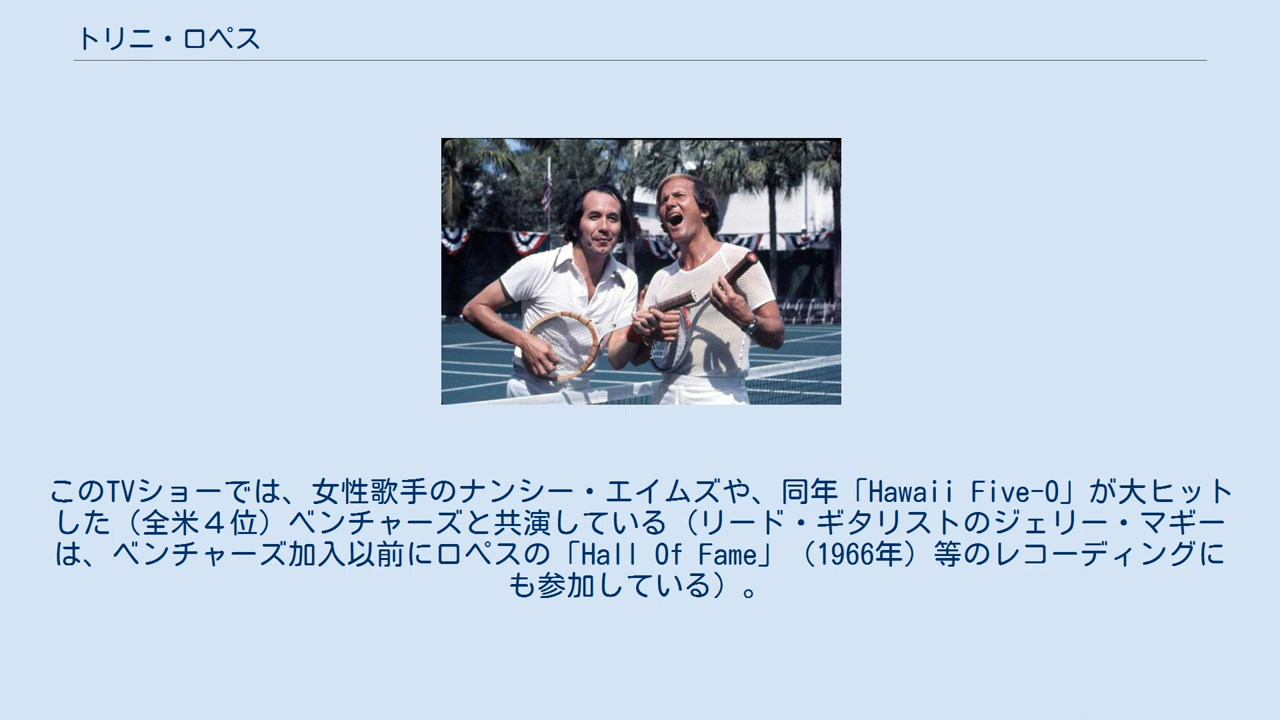 トリニ・ロペス
このTVショーでは、女性歌手のナンシー・エイムズや、同年「Hawaii Five-O」が大ヒット
した（全米４位）ベンチャーズと共演している（リード・ギタリストのジェリー・マギー
は、ベンチャーズ加入以前にロペスの「Hall Of Fame」（1966年）等のレコーディングに
も参加している）。